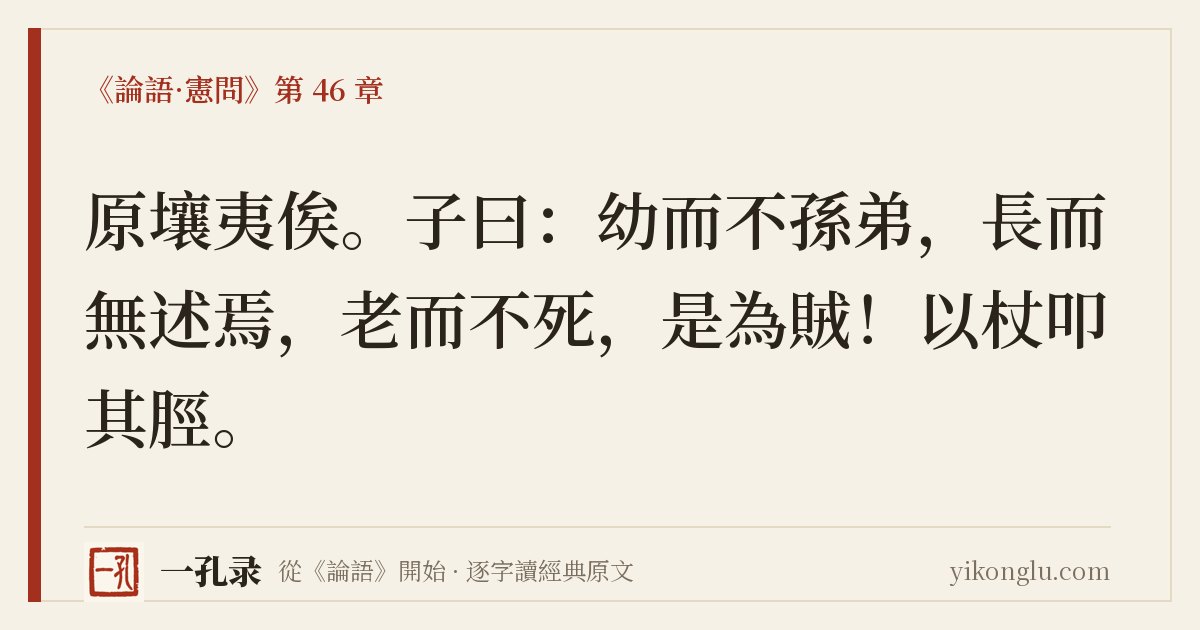 《論語·憲問》第 46 章
原壤夷俟。子曰：幼而不孫弟，長而
無述焉，老而不死，是為賊！以杖叩
其脛。
一孔
一孔录 從《論語》開始 · 逐字讀經典原文 yikonglu.com